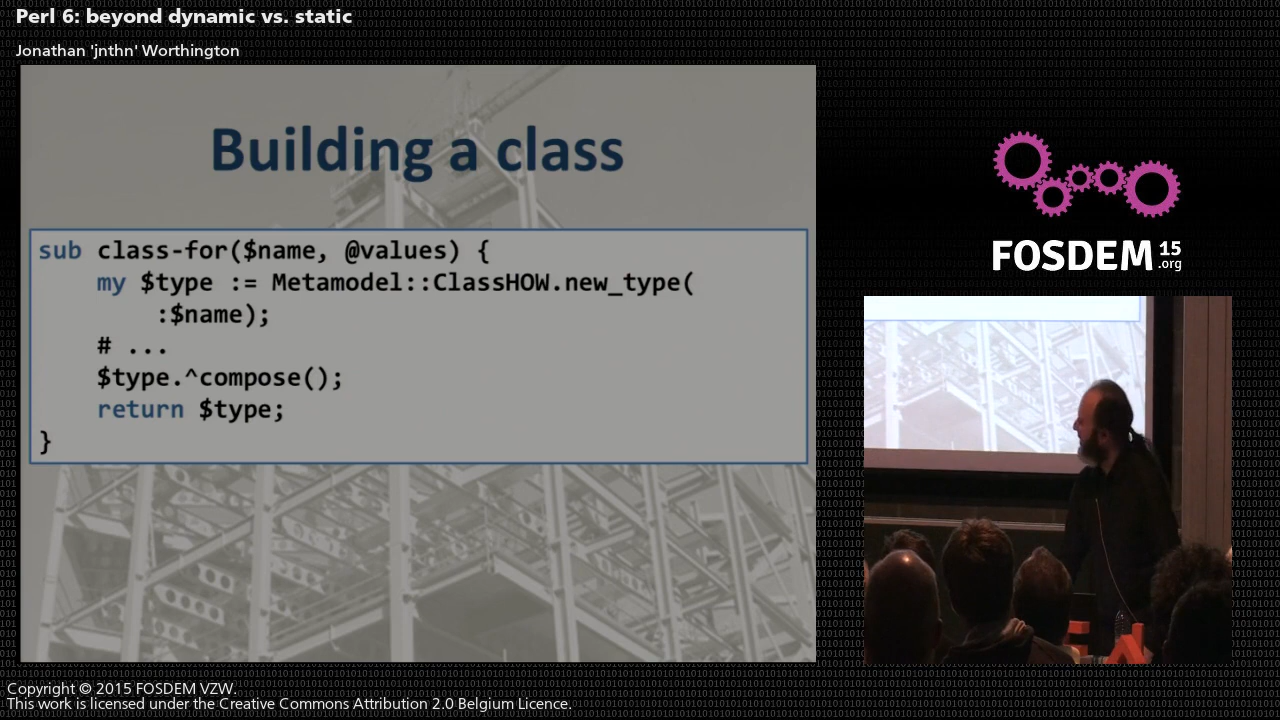 Perl 6: beyond dynamic vs. static
Jonathan 'jnthn' Worthington
Building a class
sub class-for($name, @values) {
my $type := Metamodel::ClassHOW.new_type(
:$name);
# ...
$type.^compose();
return $type;
}
FOSDEM 15
.org
Copyright © 2015 FOSDEM VZW.
This work is licensed under the Creative Commons Attribution 2.0 Belgium Licence.